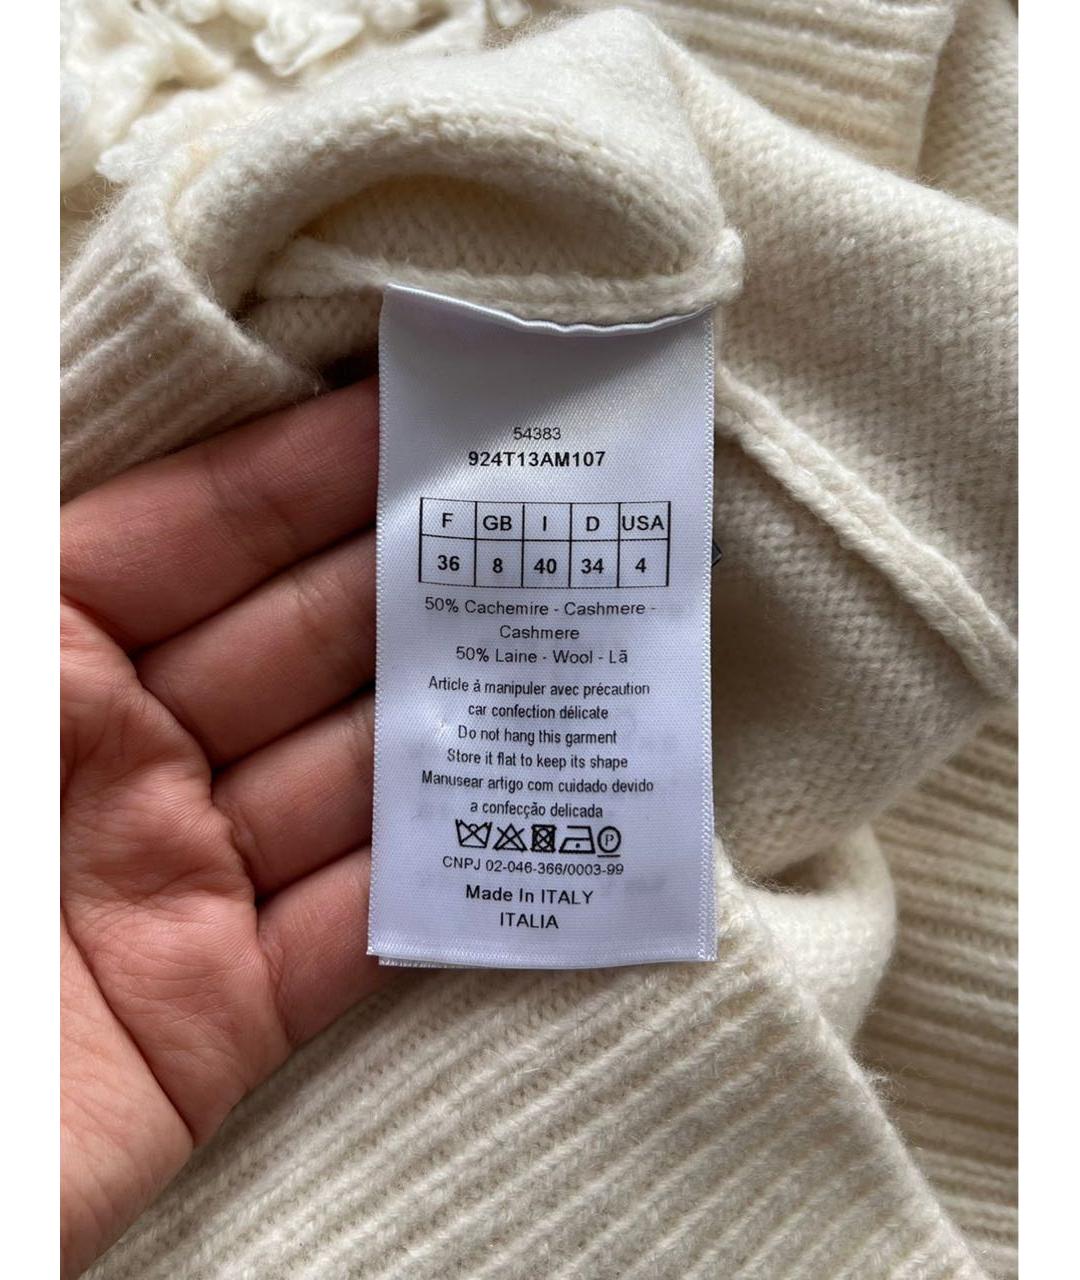 54383
924T13AM107
F GB I D USA
36 8 40 34 4
50% Cachemire - Cashmere -
Cashmere
50% Laine - Wool - Lã
Article à manipuler avec précaution
car confection délicate
Do not hang this garment
Store it flat to keep its shape
Manusear artigo com cuidado devido
a confecção delicada
P
CNPJ 02-046-366/0003-99
Made In ITALY
ITALIA